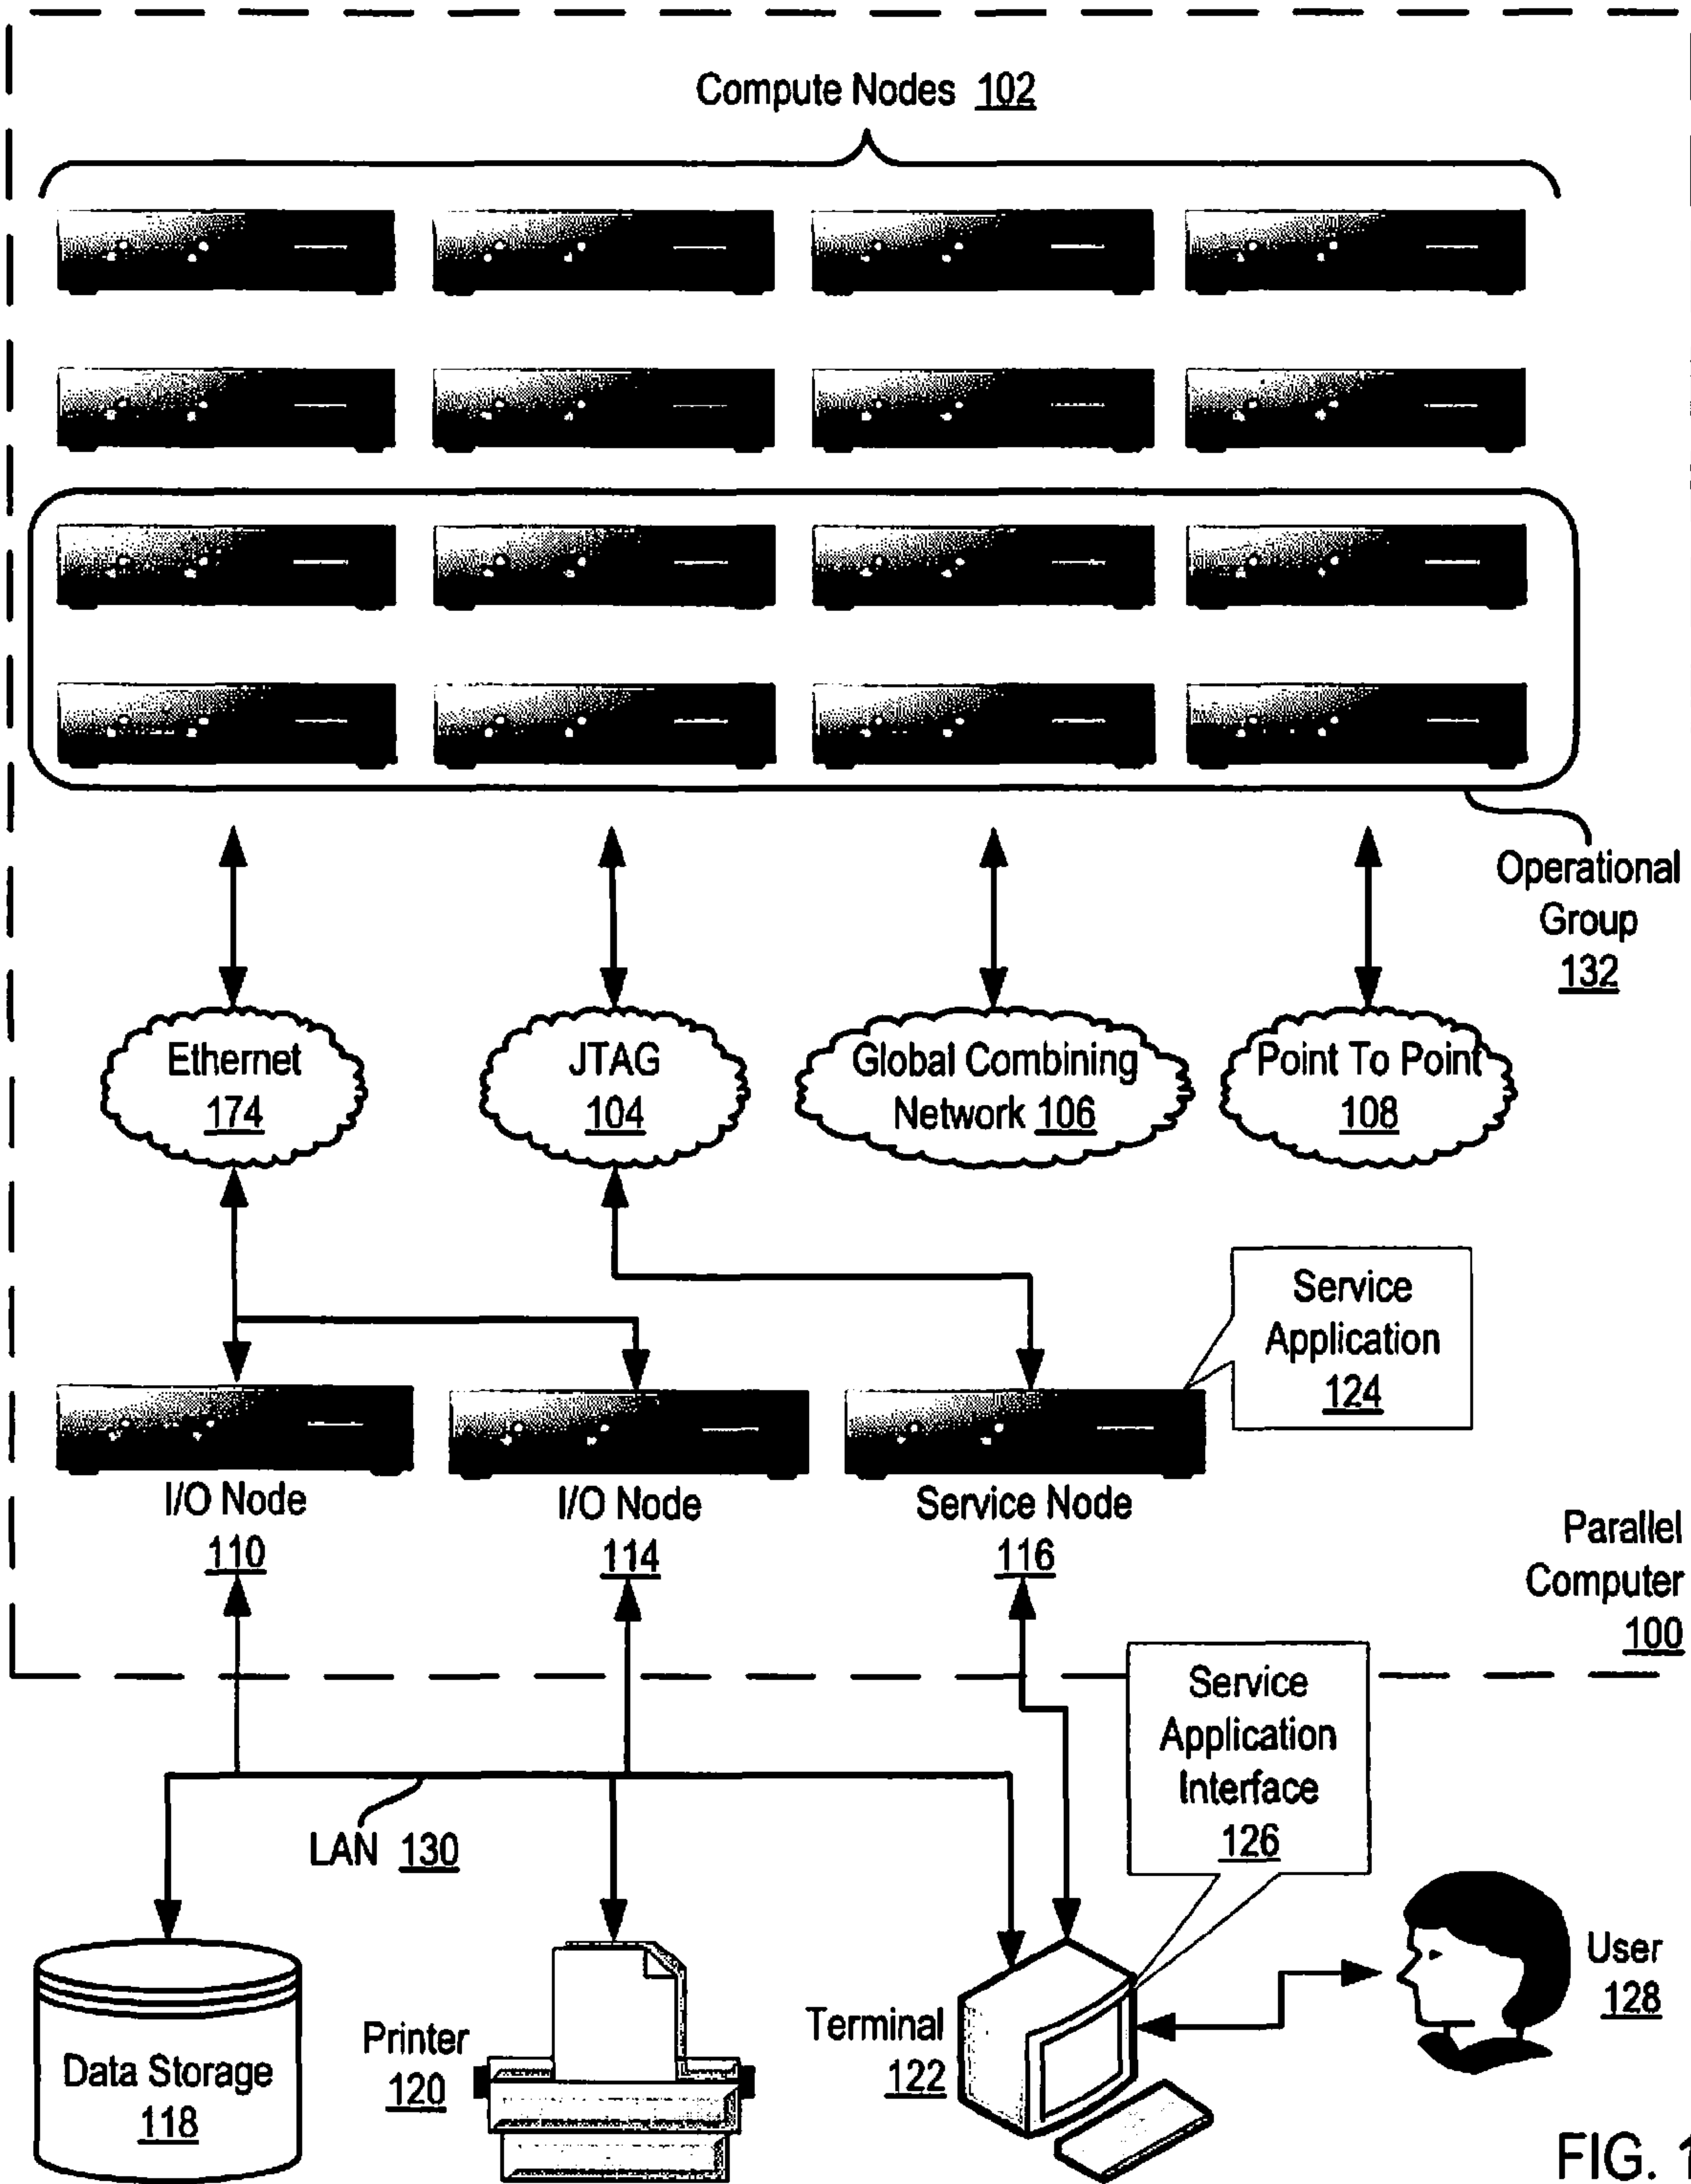 Compute Nodes 102
Operational
Group
132
Ethernet
174
JTAG
104
Global Combining
Network 106
Point To Point
108
Service
Application
124
I/O Node
110
I/O Node
114
Service Node
116
Parallel
Computer
100
Service
Application
Interface
126
LAN 130
Data Storage
118
Printer
120
Terminal
122
User
128
FIG. 1